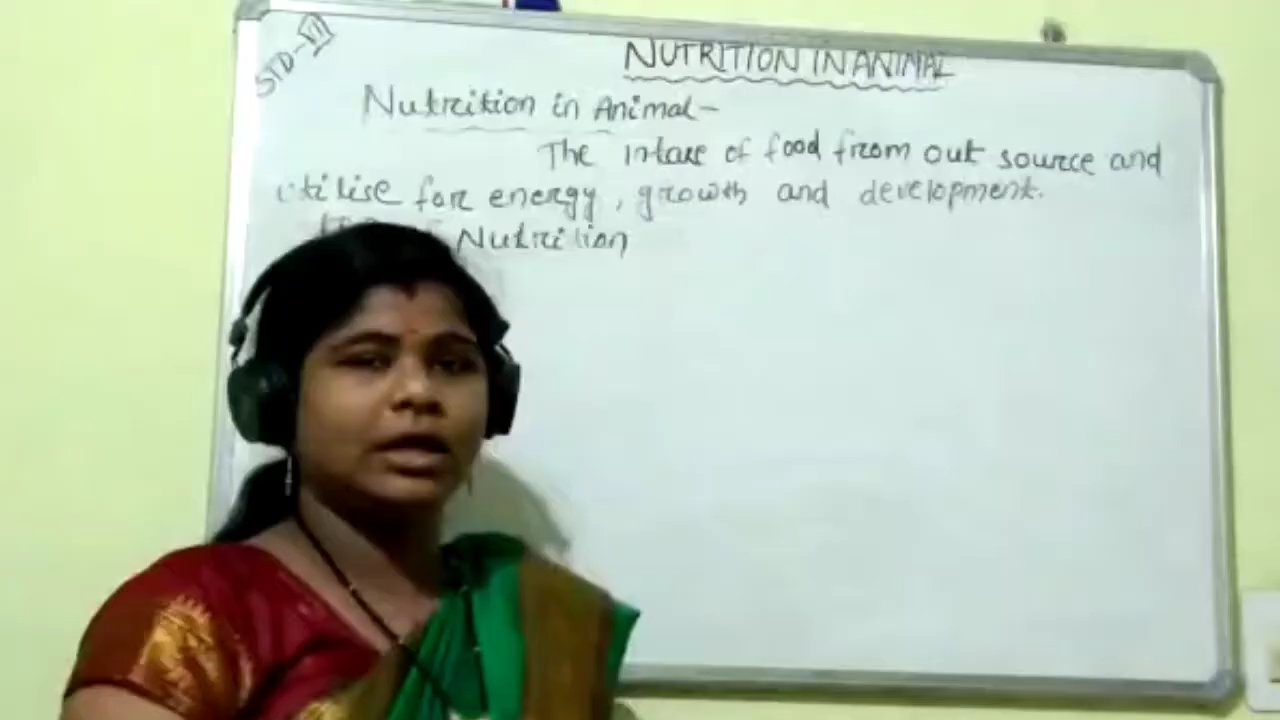 STD-VII
NUTRITION IN ANIMAL
Nutrition in Animal-
The intake of food from out source and
utilise for energy, growth and development.
Nutrition